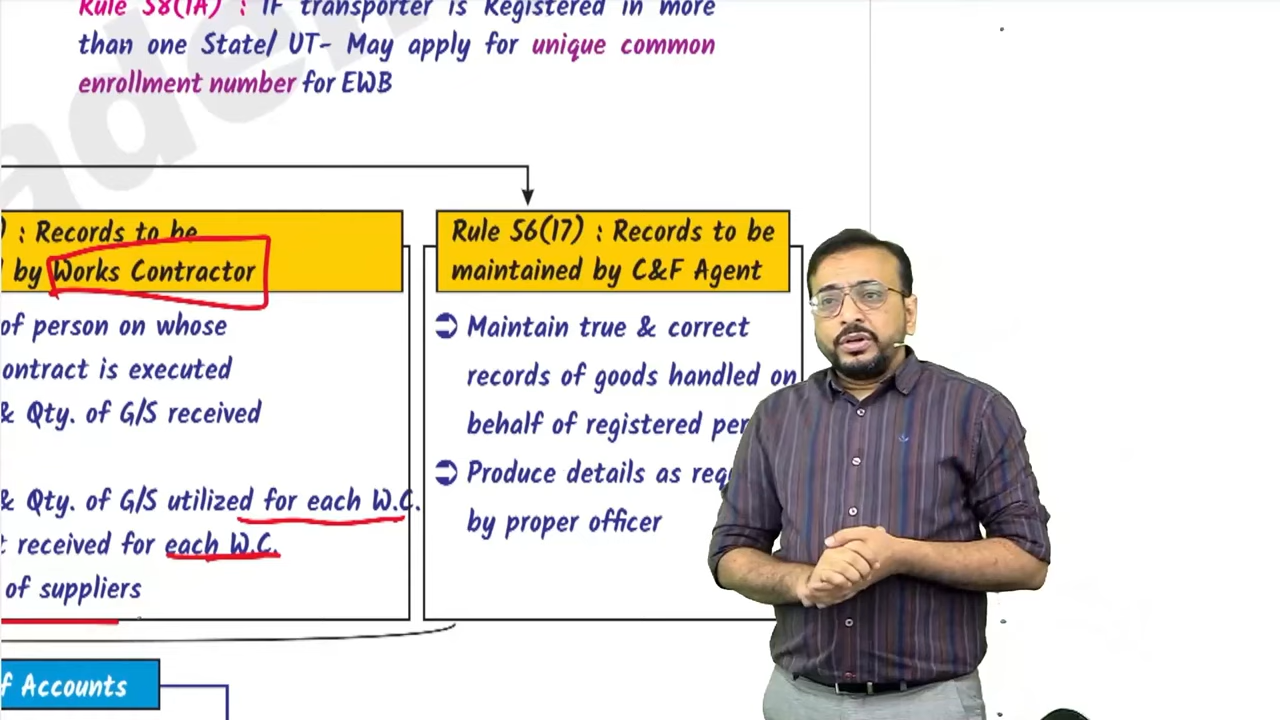 Rule 58(1A) : IF transporter is Registered in more
than one State/ UT- May apply for unique common
enrollment number for EWB
) : Records to be
by Works Contractor
of person on whose
ontract is executed
& Qty. of G/S received
& Qty. of G/S utilized for each W.C.
t received for each W.C.
of suppliers
Rule 56(17) : Records to be
maintained by C&F Agent
Maintain true & correct
records of goods handled on
behalf of registered per
Produce details as req
by proper officer
f Accounts
adem